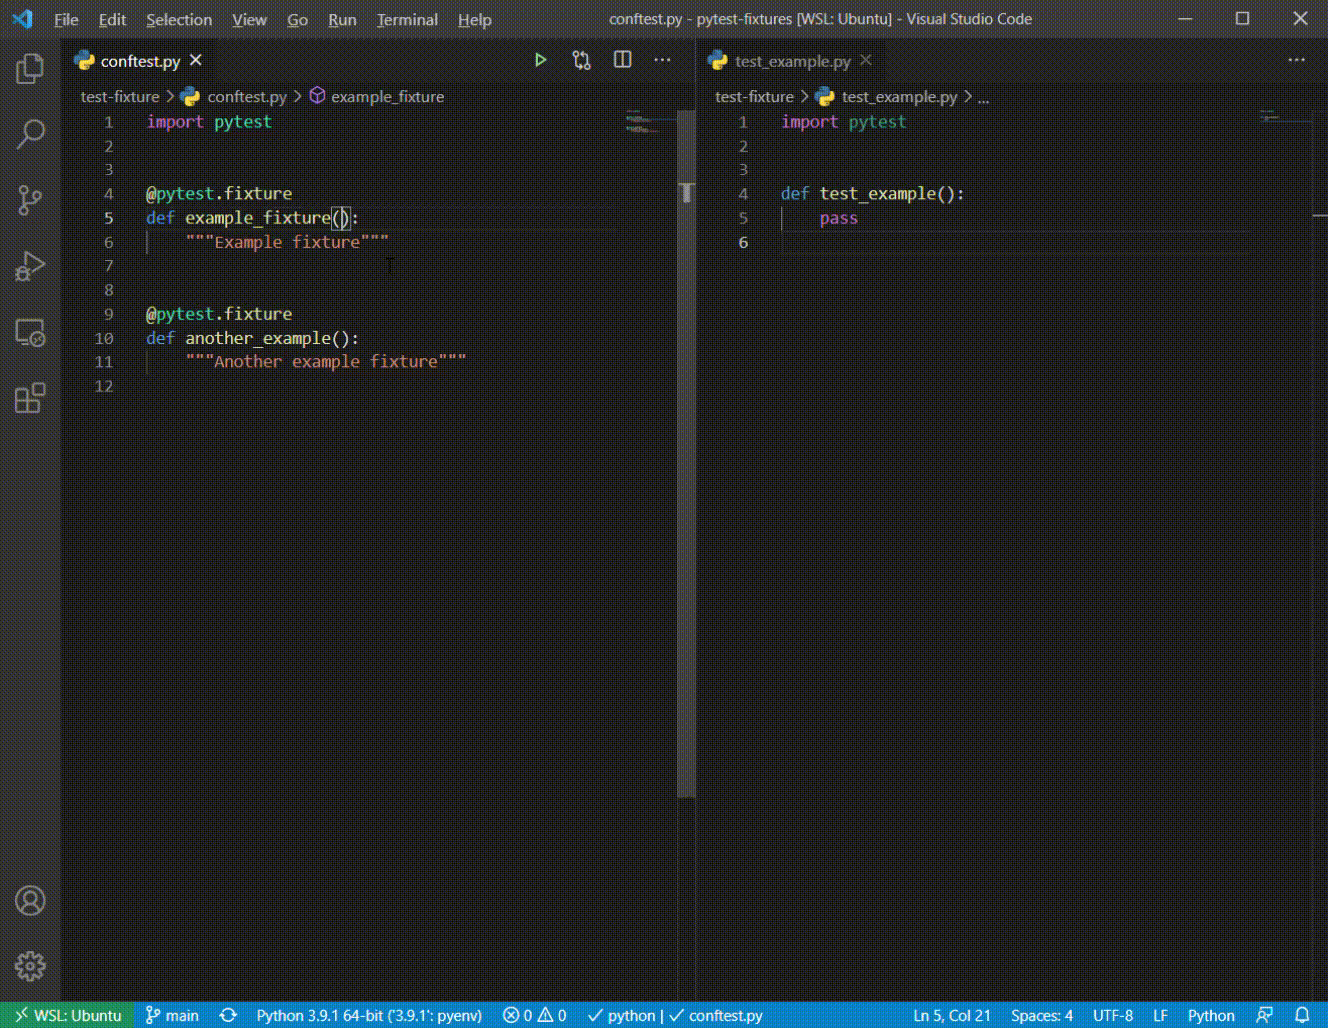 File Edit Selection View Go Run Terminal Help conftest.py - pytest-fixtures [WSL: Ubuntu] - Visual Studio Code
conftest.py
test-fixture > conftest.py > example_fixture
1 import pytest
2
3
4 @pytest.fixture
5 def example_fixture():
6 """Example fixture"""
7
8
9 @pytest.fixture
10 def another_example():
11 """Another example fixture"""
12
test_example.py
test-fixture > test_example.py > ...
1 import pytest
2
3
4 def test_example():
5 pass
6
WSL: Ubuntu main Python 3.9.1 64-bit ('3.9.1': pyenv) 0 0 python | conftest.py Ln 5, Col 21 Spaces: 4 UTF-8 LF Python